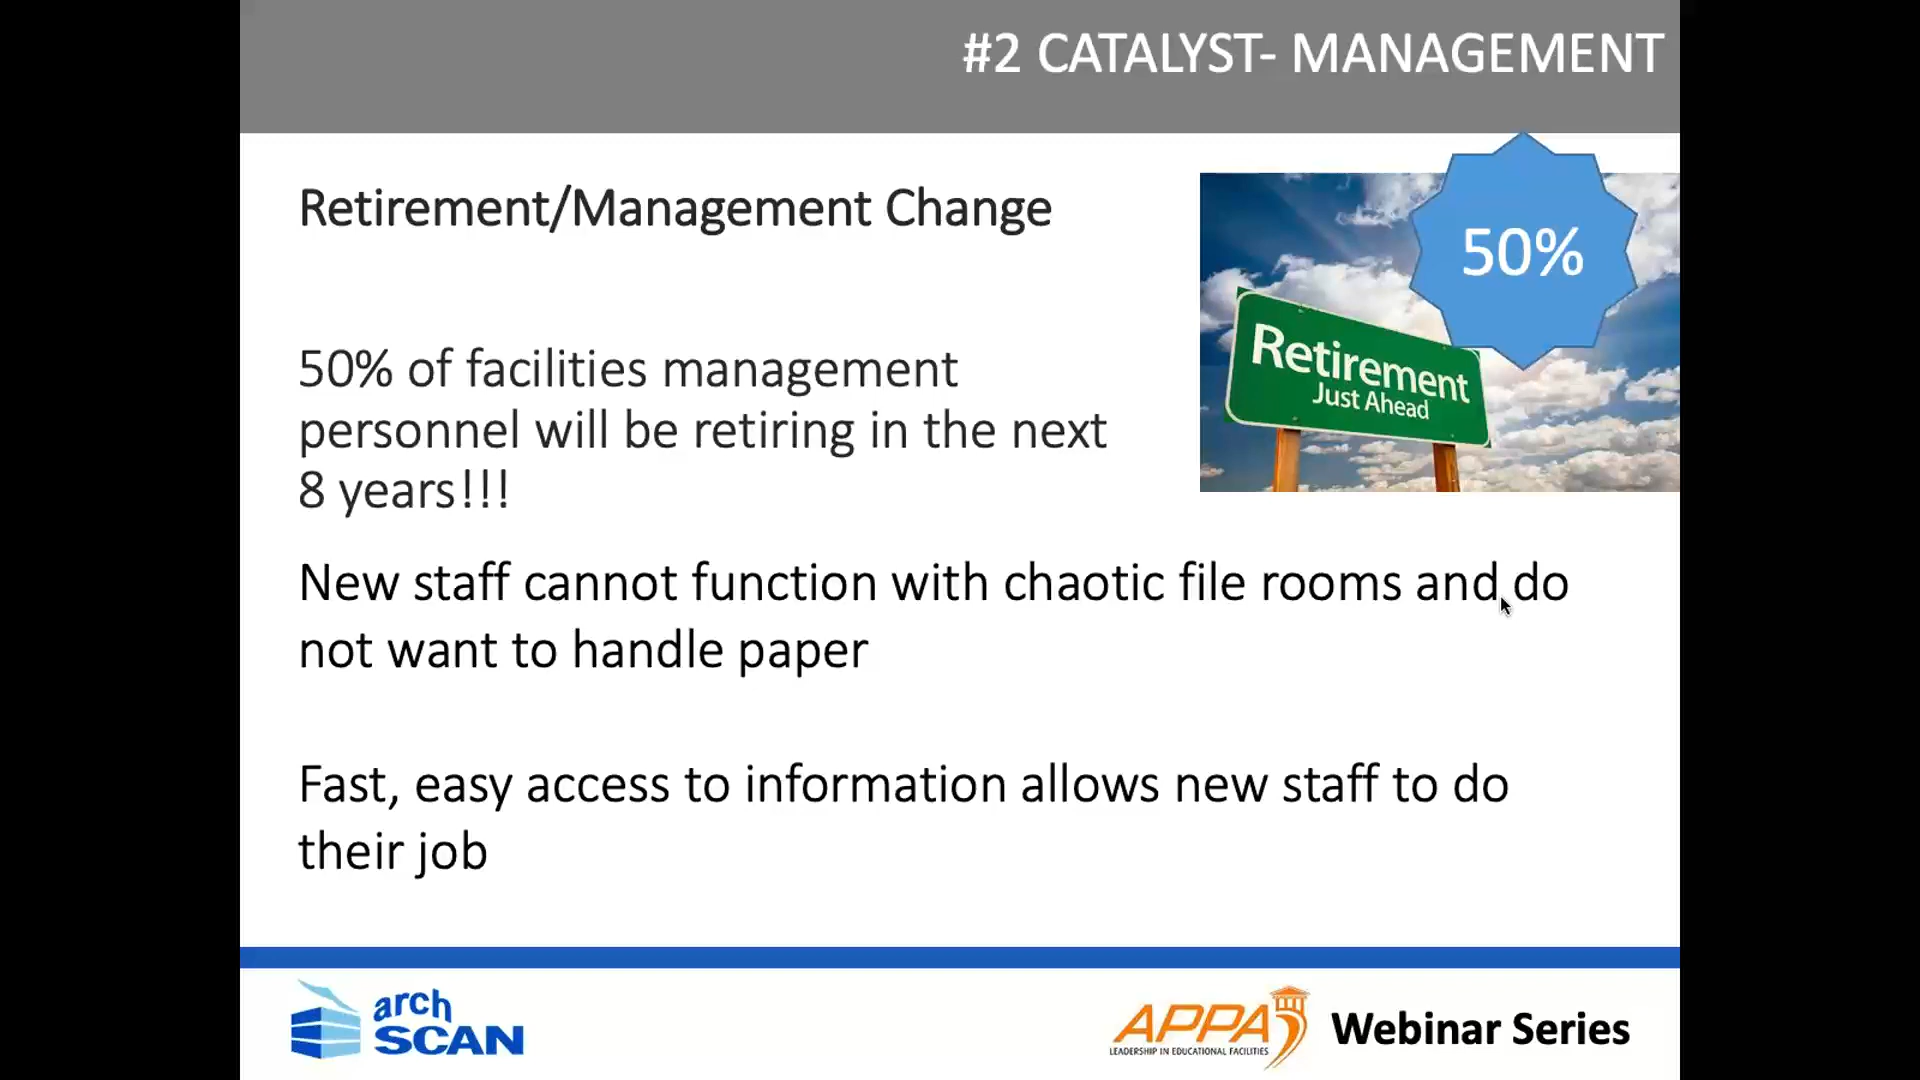 #2 CATALYST- MANAGEMENT
Retirement/Management Change
50%
Retirement
Just Ahead
50% of facilities management
personnel will be retiring in the next
8 years!!!
New staff cannot function with chaotic file rooms and do
not want to handle paper
Fast, easy access to information allows new staff to do
their job
arch
SCAN
APPA
LEADERSHIP IN EDUCATIONAL FACILITIES
Webinar Series